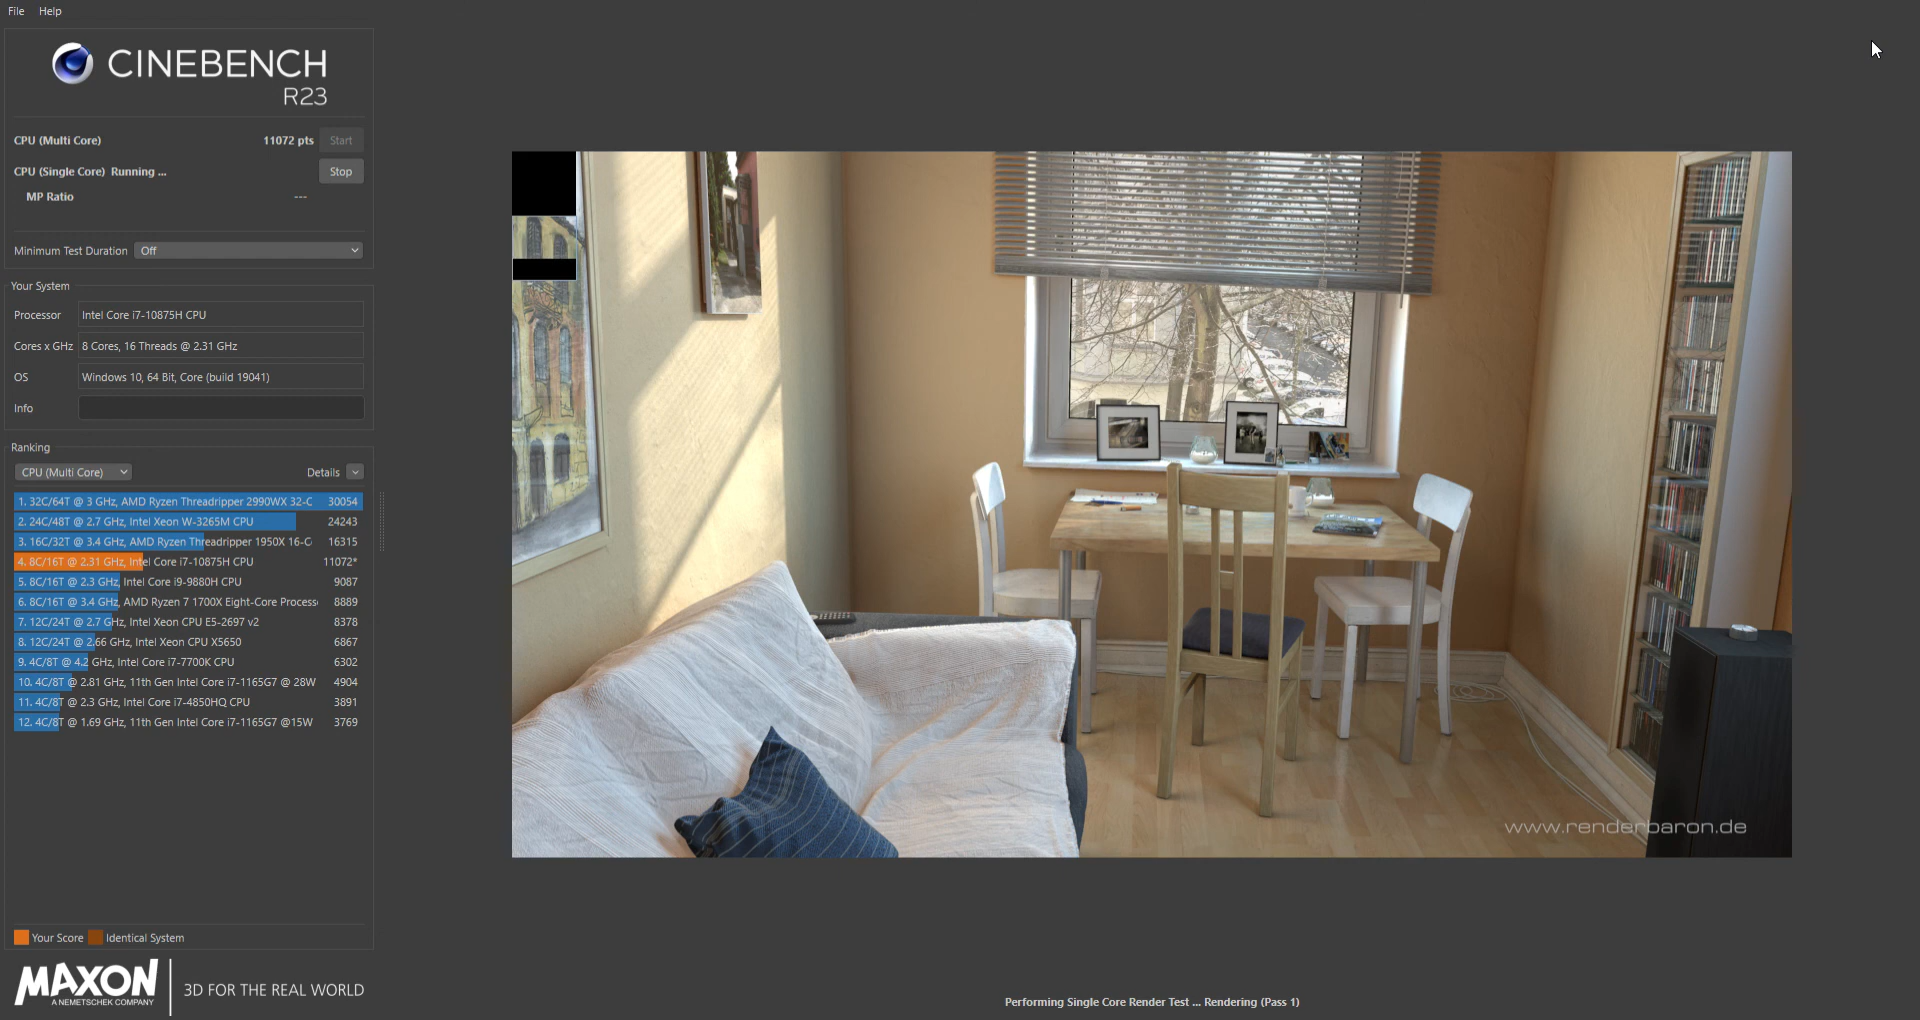 File Help
CINEBENCH
R23
CPU (Multi Core) 11072 pts Start
CPU (Single Core) Running ... Stop
MP Ratio ---
Minimum Test Duration Off
Your System
Processor Intel Core i7-10875H CPU
Cores x GHz 8 Cores, 16 Threads @ 2.31 GHz
OS Windows 10, 64 Bit, Core (build 19041)
Info
Ranking
CPU (Multi Core) Details
1. 32C/64T @ 3 GHz, AMD Ryzen Threadripper 2990WX 32-C 30054
2. 24C/48T @ 2.7 GHz, Intel Xeon W-3265M CPU 24243
3. 16C/32T @ 3.4 GHz, AMD Ryzen Threadripper 1950X 16-C 16315
4. 8C/16T @ 2.31 GHz, Intel Core i7-10875H CPU 11072*
5. 8C/16T @ 2.3 GHz, Intel Core i9-9880H CPU 9087
6. 8C/16T @ 3.4 GHz, AMD Ryzen 7 1700X Eight-Core Process 8889
7. 12C/24T @ 2.7 GHz, Intel Xeon CPU E5-2697 v2 8378
8. 12C/24T @ 2.66 GHz, Intel Xeon CPU X5650 6867
9. 4C/8T @ 4.2 GHz, Intel Core i7-7700K CPU 6302
10. 4C/8T @ 2.81 GHz, 11th Gen Intel Core i7-1165G7 @ 28W 4904
11. 4C/8T @ 2.3 GHz, Intel Core i7-4850HQ CPU 3891
12. 4C/8T @ 1.69 GHz, 11th Gen Intel Core i7-1165G7 @15W 3769
Your Score Identical System
MAXON
A NEMETSCHEK COMPANY
3D FOR THE REAL WORLD
www.renderbaron.de
Performing Single Core Render Test ... Rendering (Pass 1)